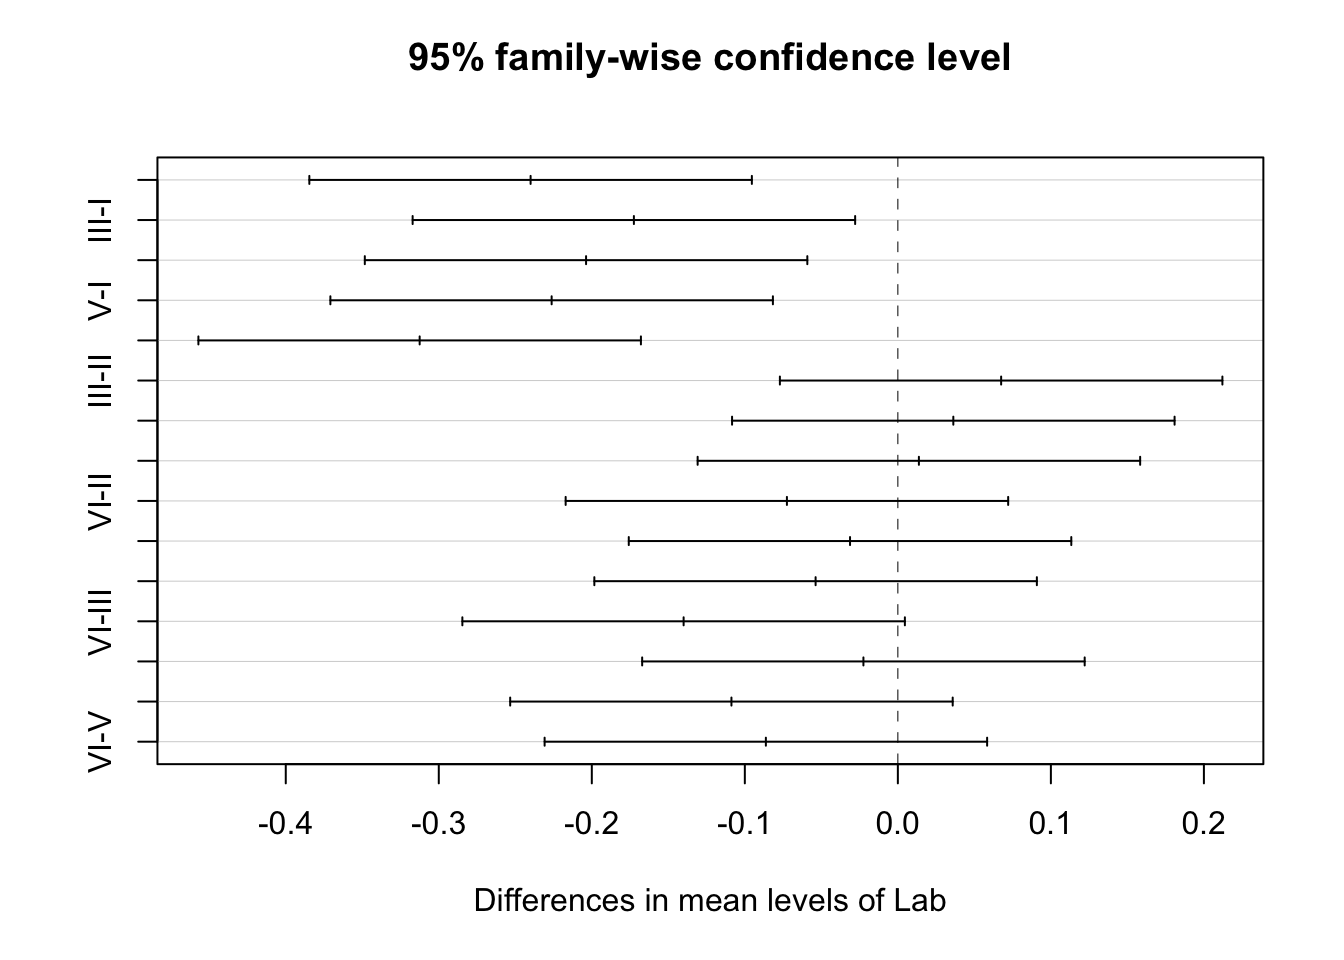 95% family-wise confidence level
III-I
V-I
III-II
VI-II
VI-III
VI-V
-0.4 -0.3 -0.2 -0.1 0.0 0.1 0.2
Differences in mean levels of Lab